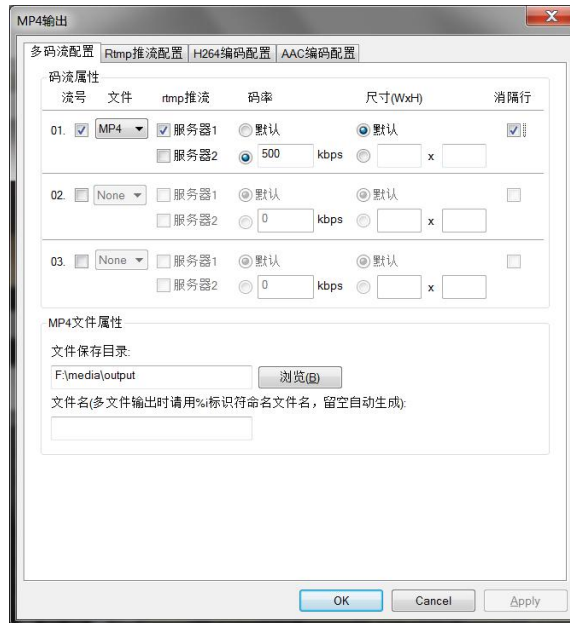 MP4输出
多码流配置 Rtmp推流配置 H264编码配置 AAC编码配置
码流属性
流号 文件 rtmp推流 码率 尺寸(WxH) 消隔行
01. MP4 服务器1 默认 默认
服务器2 500 kbps x
02. None 服务器1 默认 默认
服务器2 0 kbps x
03. None 服务器1 默认 默认
服务器2 0 kbps x
MP4文件属性
文件保存目录:
F:\media\output 浏览(B)
文件名(多文件输出时请用%i标识符命名文件名，留空自动生成):
OK Cancel Apply